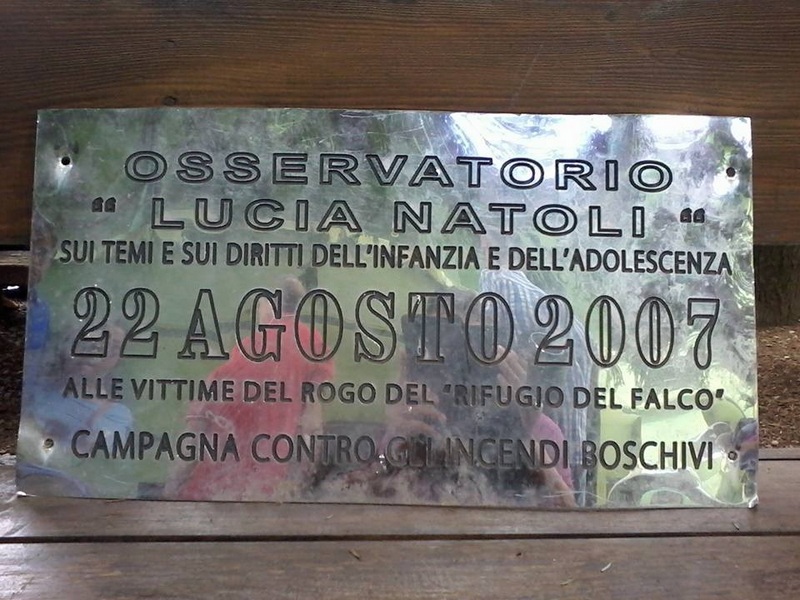 OSSERVATORIO
“ LUCIA NATOLI “
SUI TEMI E SUI DIRITTI DELL'INFANZIA E DELL'ADOLESCENZA
22 AGOSTO 2007
ALLE VITTIME DEL ROGO DEL "RIFUGIO DEL FALCO"
CAMPAGNA CONTRO GLI INCENDI BOSCHIVI